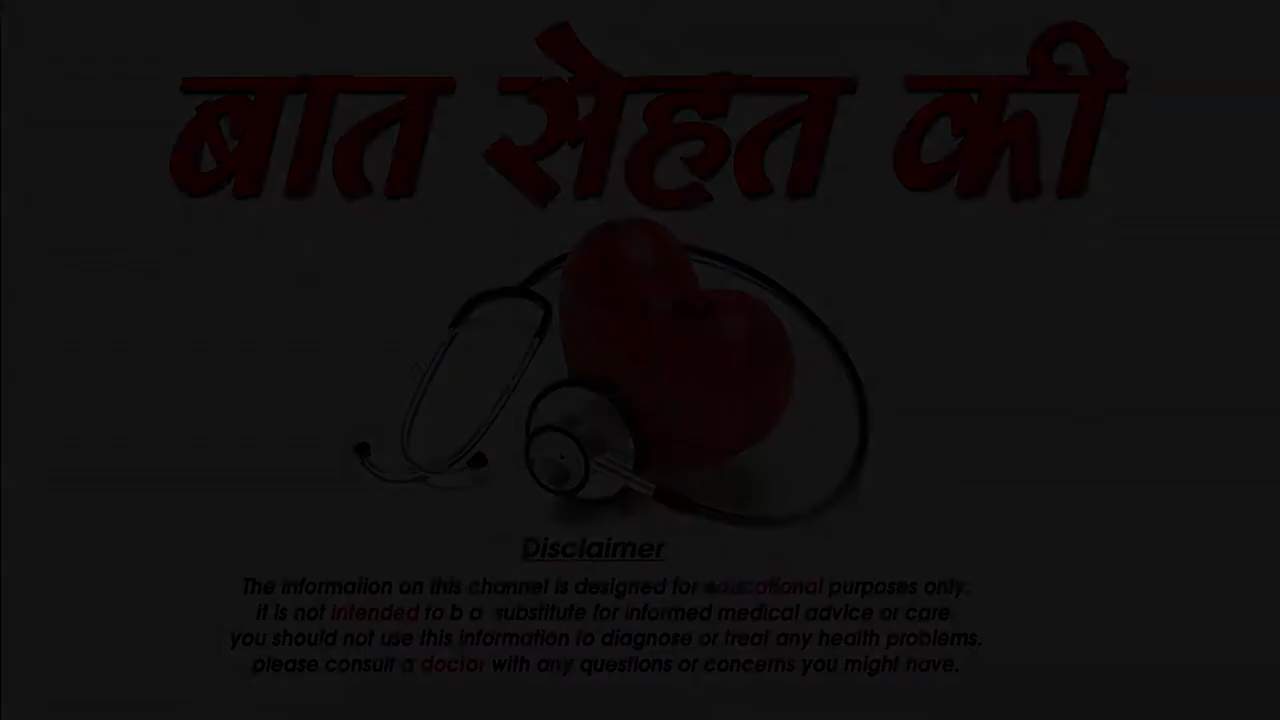 बात सेहत की
Disclaimer
The information on this channel is designed for educational purposes only.
it is not intended to b a substitute for informed medical advice or care
you should not use this information to diagnose or treat any health problems.
please consult a doctor with any questions or concerns you might have.